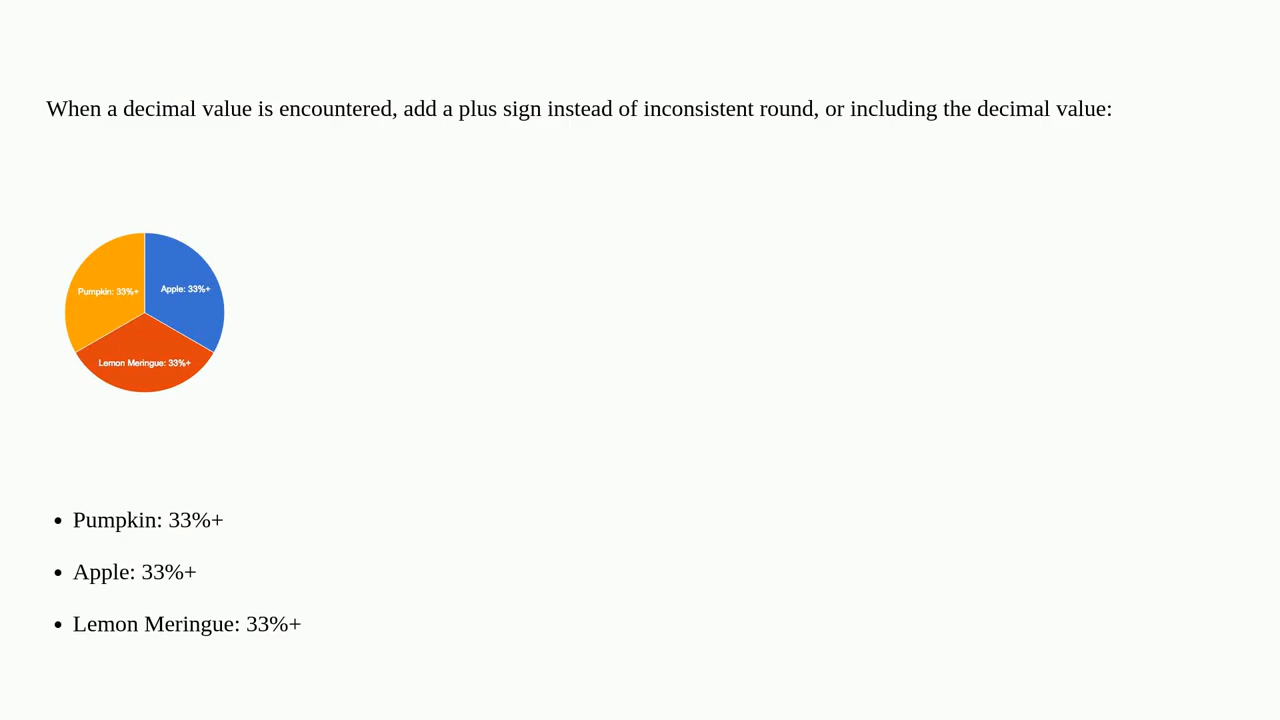 When a decimal value is encountered, add a plus sign instead of inconsistent round, or including the decimal value:
Pumpkin: 33%+
Apple: 33%+
Lemon Meringue: 33%+
• Pumpkin: 33%+
• Apple: 33%+
• Lemon Meringue: 33%+